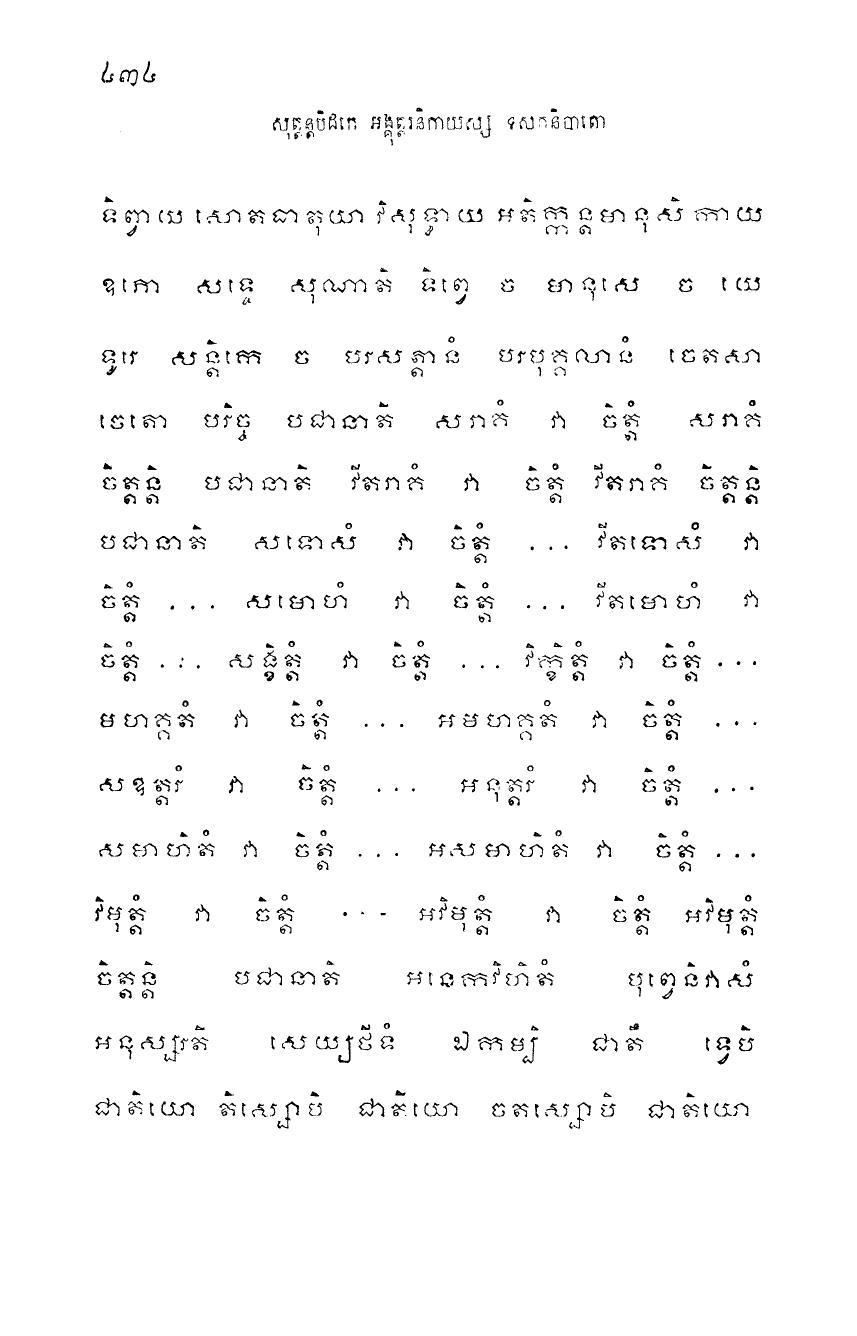 ៤៣៤
សុត្តន្តបិដកេ អង្គុត្តរនិកាយស្ស ទសកនិបាតោ
ទិព្វាយ សោតធាតុយា វិសុទ្ធាយ អតិក្កន្តមានុសិកាយ
ឧភោ សទ្ទេ សុណាតិ ទិព្វេ ច មានុសេ ច យេ
ទូរេ សន្តិកេ ច បរសត្តានំ បរបុគ្គលានំ ចេតសា
ចេតោ បរិច្ច បជានាតិ សរាគំ វា ចិត្តំ សរាគំ
ចិត្តន្តិ បជានាតិ វីតរាគំ វា ចិត្តំ វីតរាគំ ចិត្តន្តិ
បជានាតិ សទោសំ វា ចិត្តំ ... វីតទោសំ វា
ចិត្តំ ... សមោហំ វា ចិត្តំ ... វីតមោហំ វា
ចិត្តំ ... សង្ខិត្តំ វា ចិត្តំ ... វិក្ខិត្តំ វា ចិត្តំ ...
មហគ្គតំ វា ចិត្តំ ... អមហគ្គតំ វា ចិត្តំ ...
សឧត្តរំ វា ចិត្តំ ... អនុត្តរំ វា ចិត្តំ ...
សមាហិតំ វា ចិត្តំ ... អសមាហិតំ វា ចិត្តំ ...
វិមុត្តំ វា ចិត្តំ ... អវិមុត្តំ វា ចិត្តំ អវិមុត្តំ
ចិត្តន្តិ បជានាតិ អនេកវិហិតំ បុព្វេនិវាសំ
អនុស្សរតិ សេយ្យថីទំ ឯកម្បិ ជាតឹ ទ្វេបិ
ជាតិយោ តិស្សោបិ ជាតិយោ ចតស្សោបិ ជាតិយោ